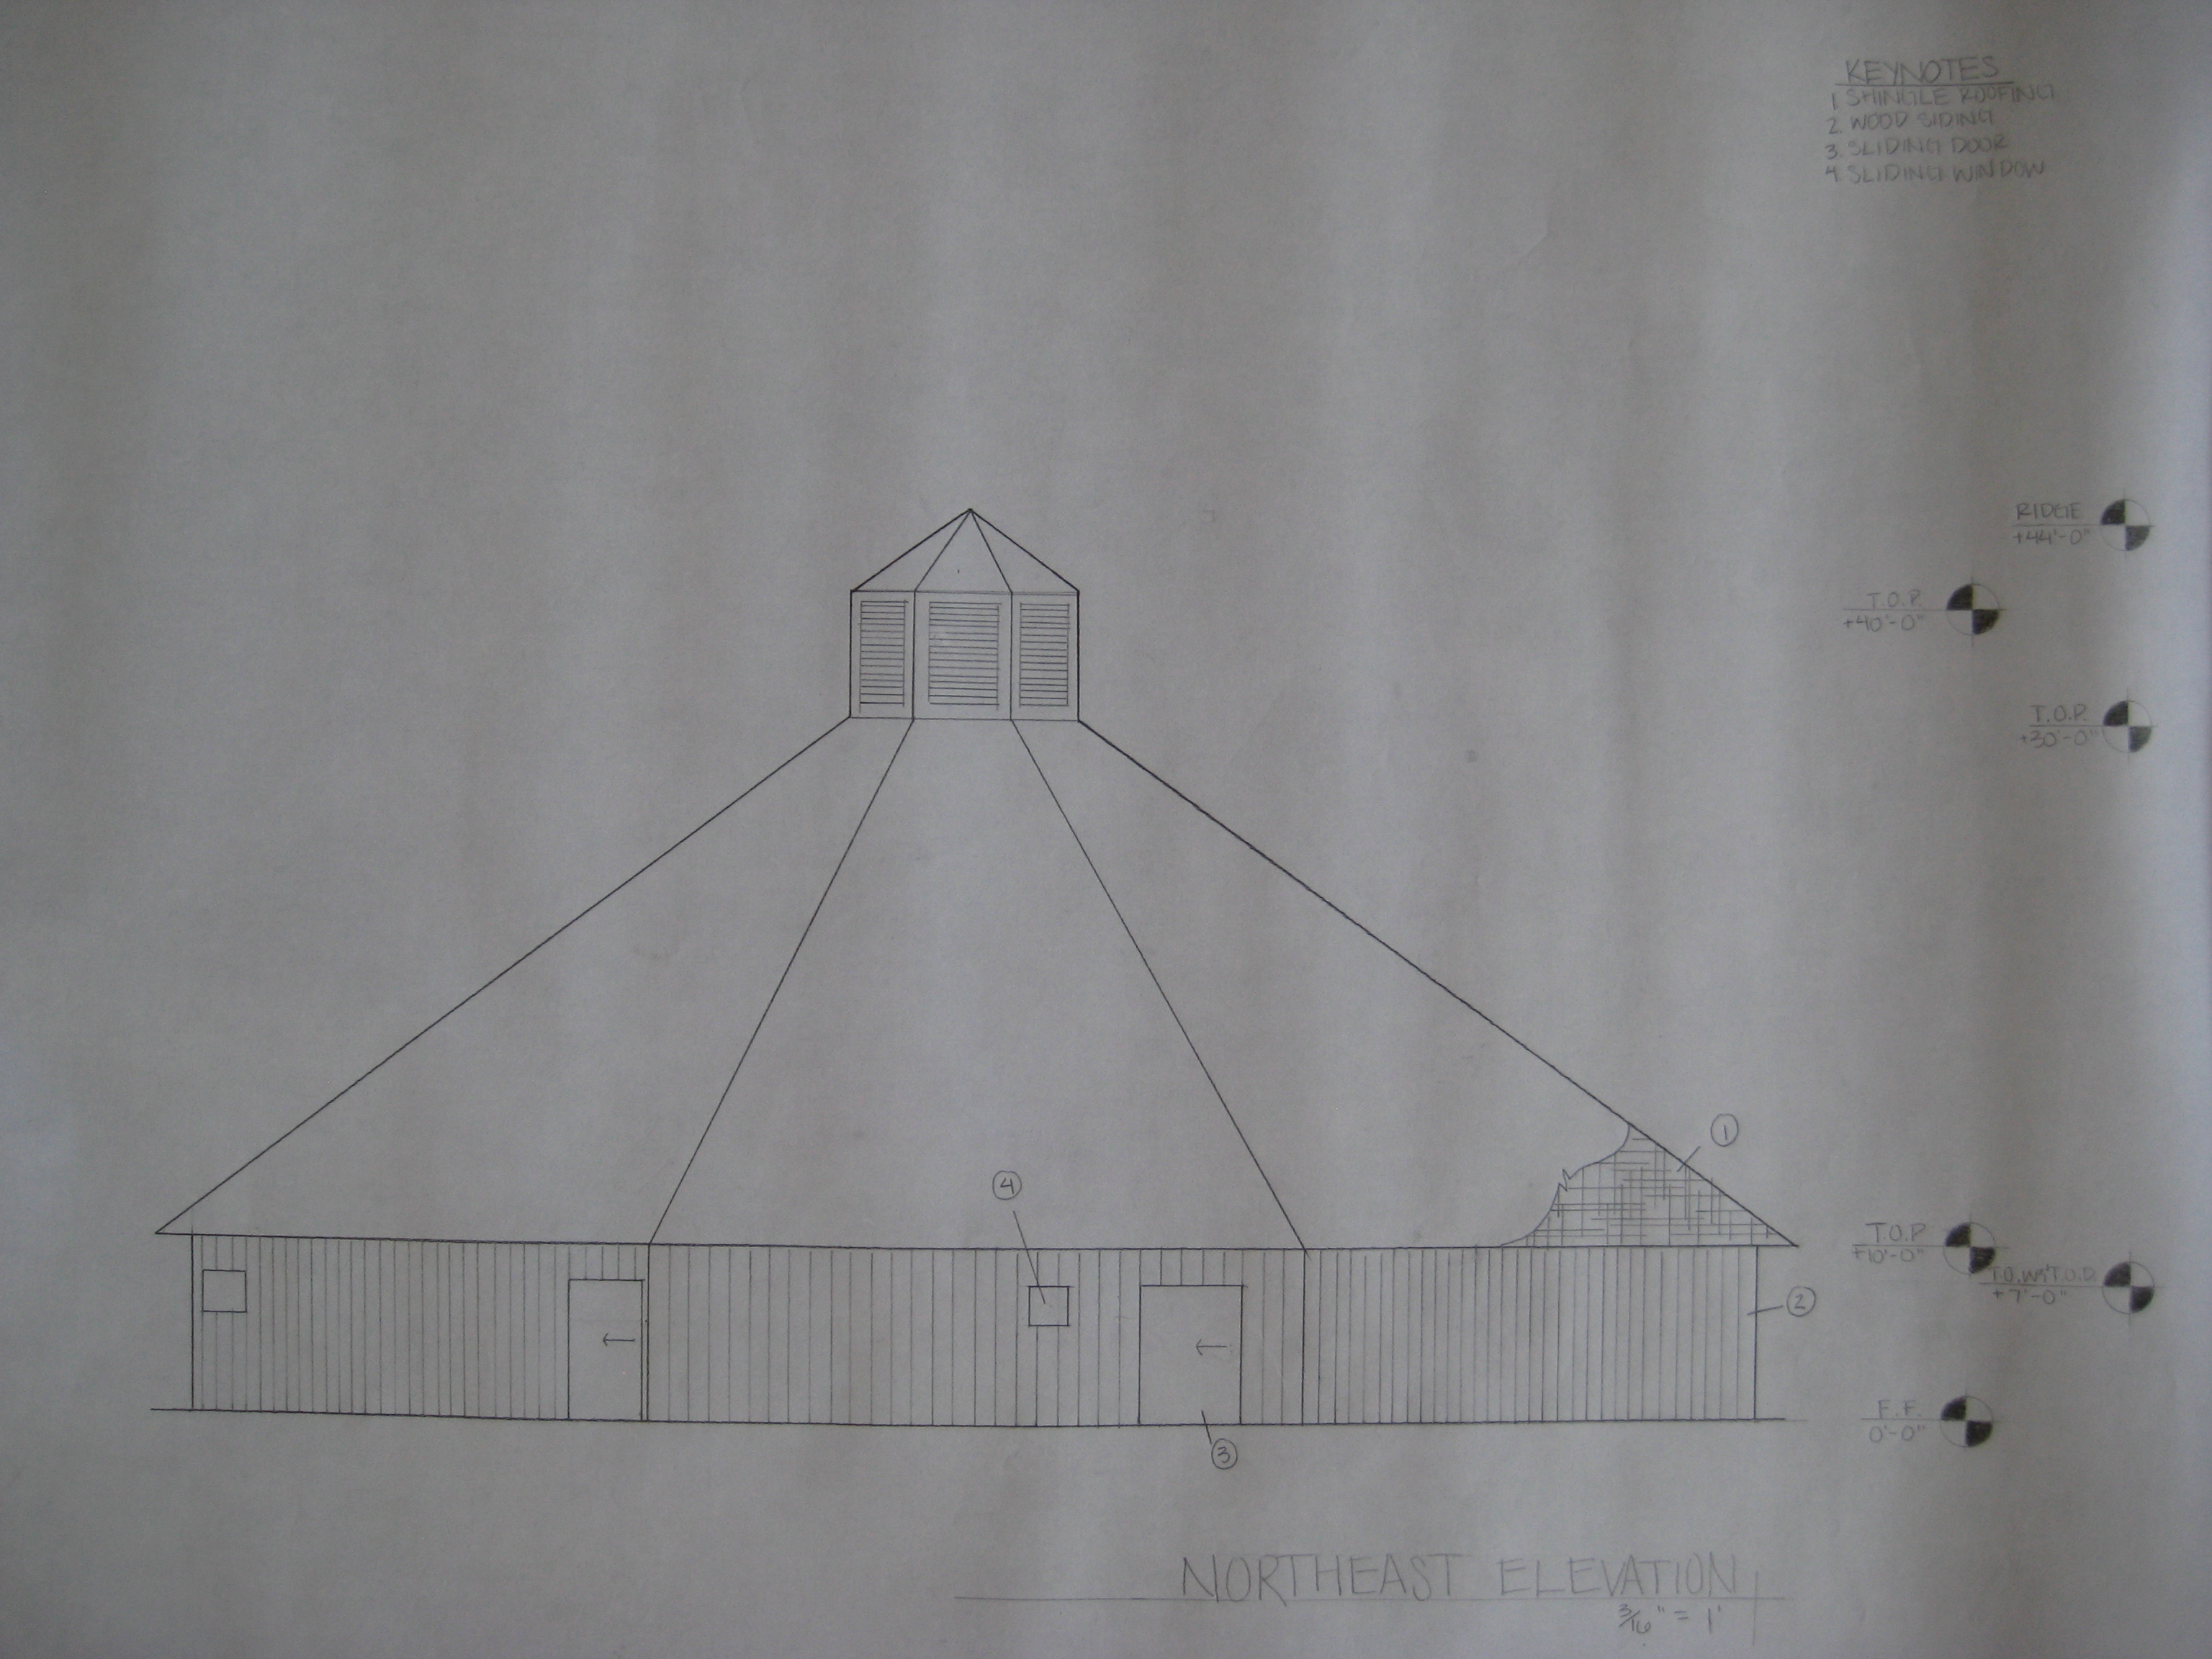 KEYNOTES
1 SHINGLE ROOFING
2. WOOD SIDING
3. SLIDING DOOR
4 SLIDING WINDOW
RIDGE
+44'-0"
T.O.P.
+40'-0"
T.O.P.
+30'-0"
1
4
T.O.P
+10'-0"
+7'-0"
2
F.F.
0'-0"
3
NORTHEAST ELEVATION
3/16" = 1'